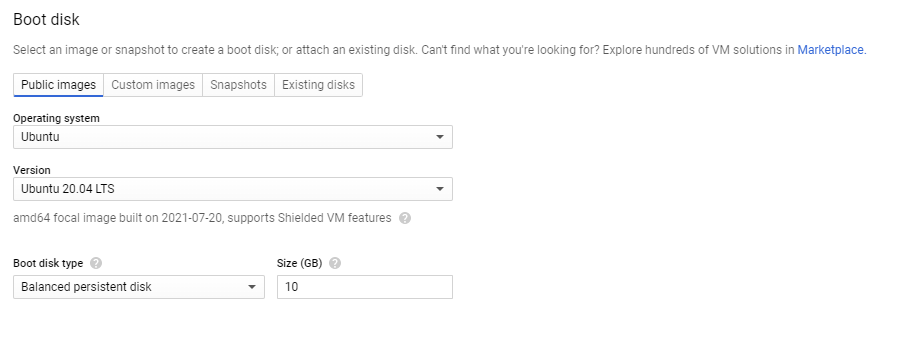 Boot disk
Select an image or snapshot to create a boot disk; or attach an existing disk. Can't find what you're looking for? Explore hundreds of VM solutions in Marketplace.
Public images Custom images Snapshots Existing disks
Operating system
Ubuntu
Version
Ubuntu 20.04 LTS
amd64 focal image built on 2021-07-20, supports Shielded VM features ?
Boot disk type ? Size (GB) ?
Balanced persistent disk 10